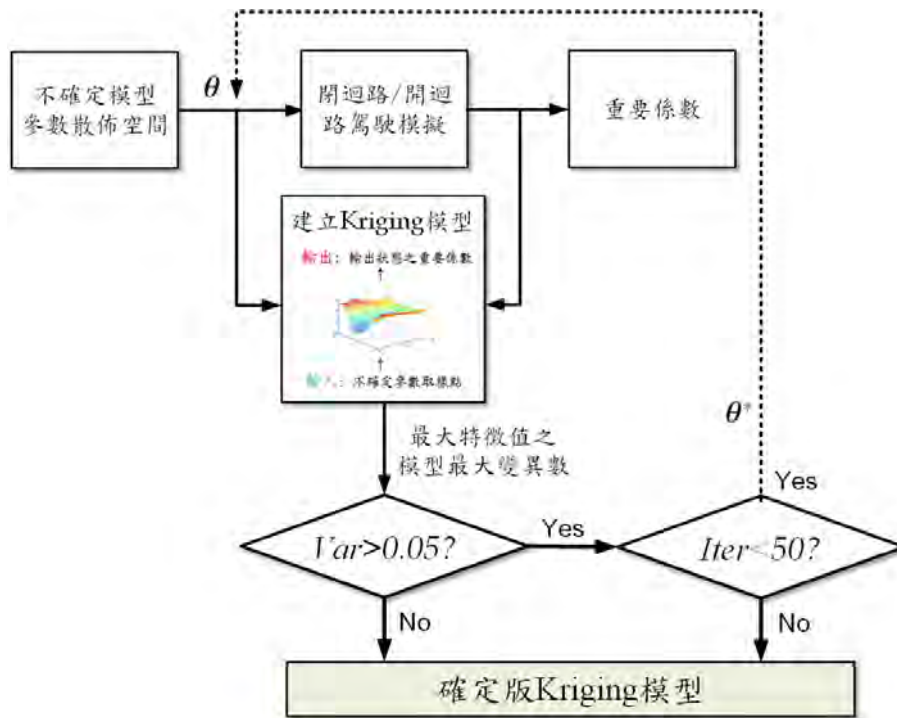 不確定模型
參數散佈空間
θ
開迴路/開迴
路駕駛模擬
重要係數
建立Kriging模型
輸出：輸出狀態之重要係數
輸入：不確定參數取樣點
θ*
最大特徵值之
模型最大變異數
Var>0.05?
Yes
Iter<50?
Yes
No
No
確定版Kriging模型